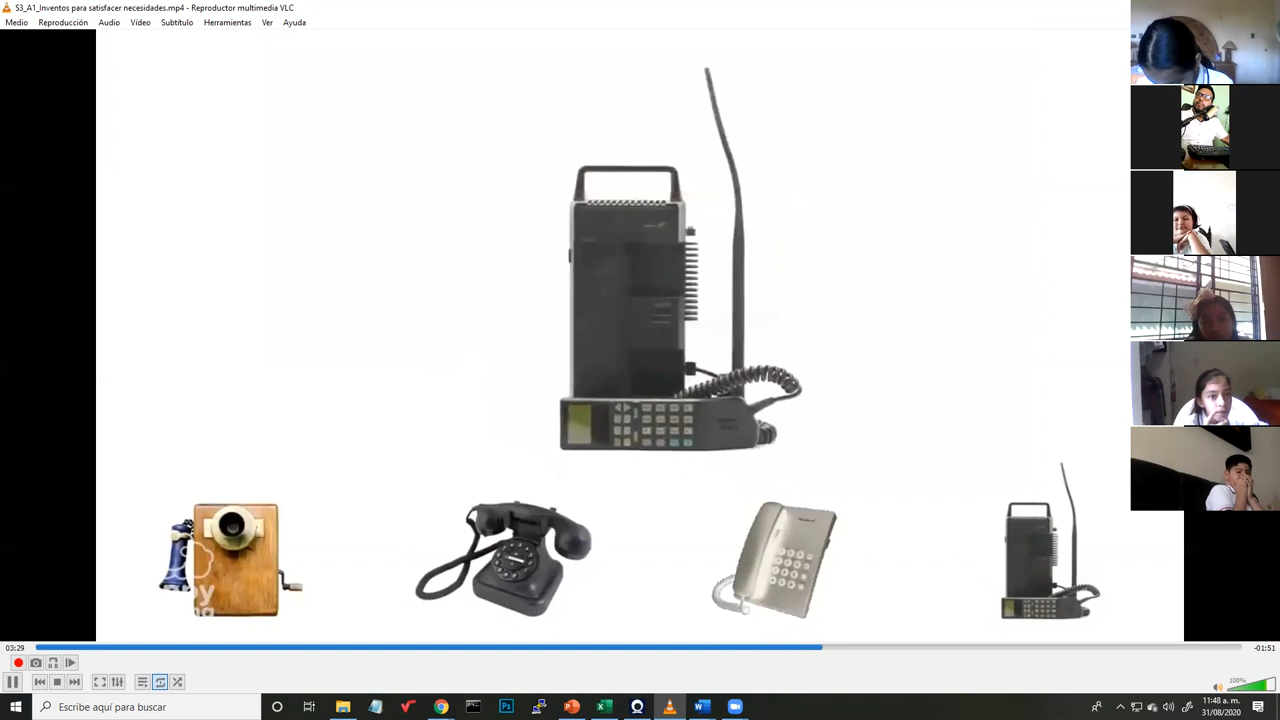 S3_A1_Inventos para satisfacer necesidades.mp4 - Reproductor multimedia VLC
Medio Reproducción Audio Vídeo Subtítulo Herramientas Ver Ayuda
03:29
-01:51
100%
Escribe aquí para buscar
11:48 a. m.
31/08/2020